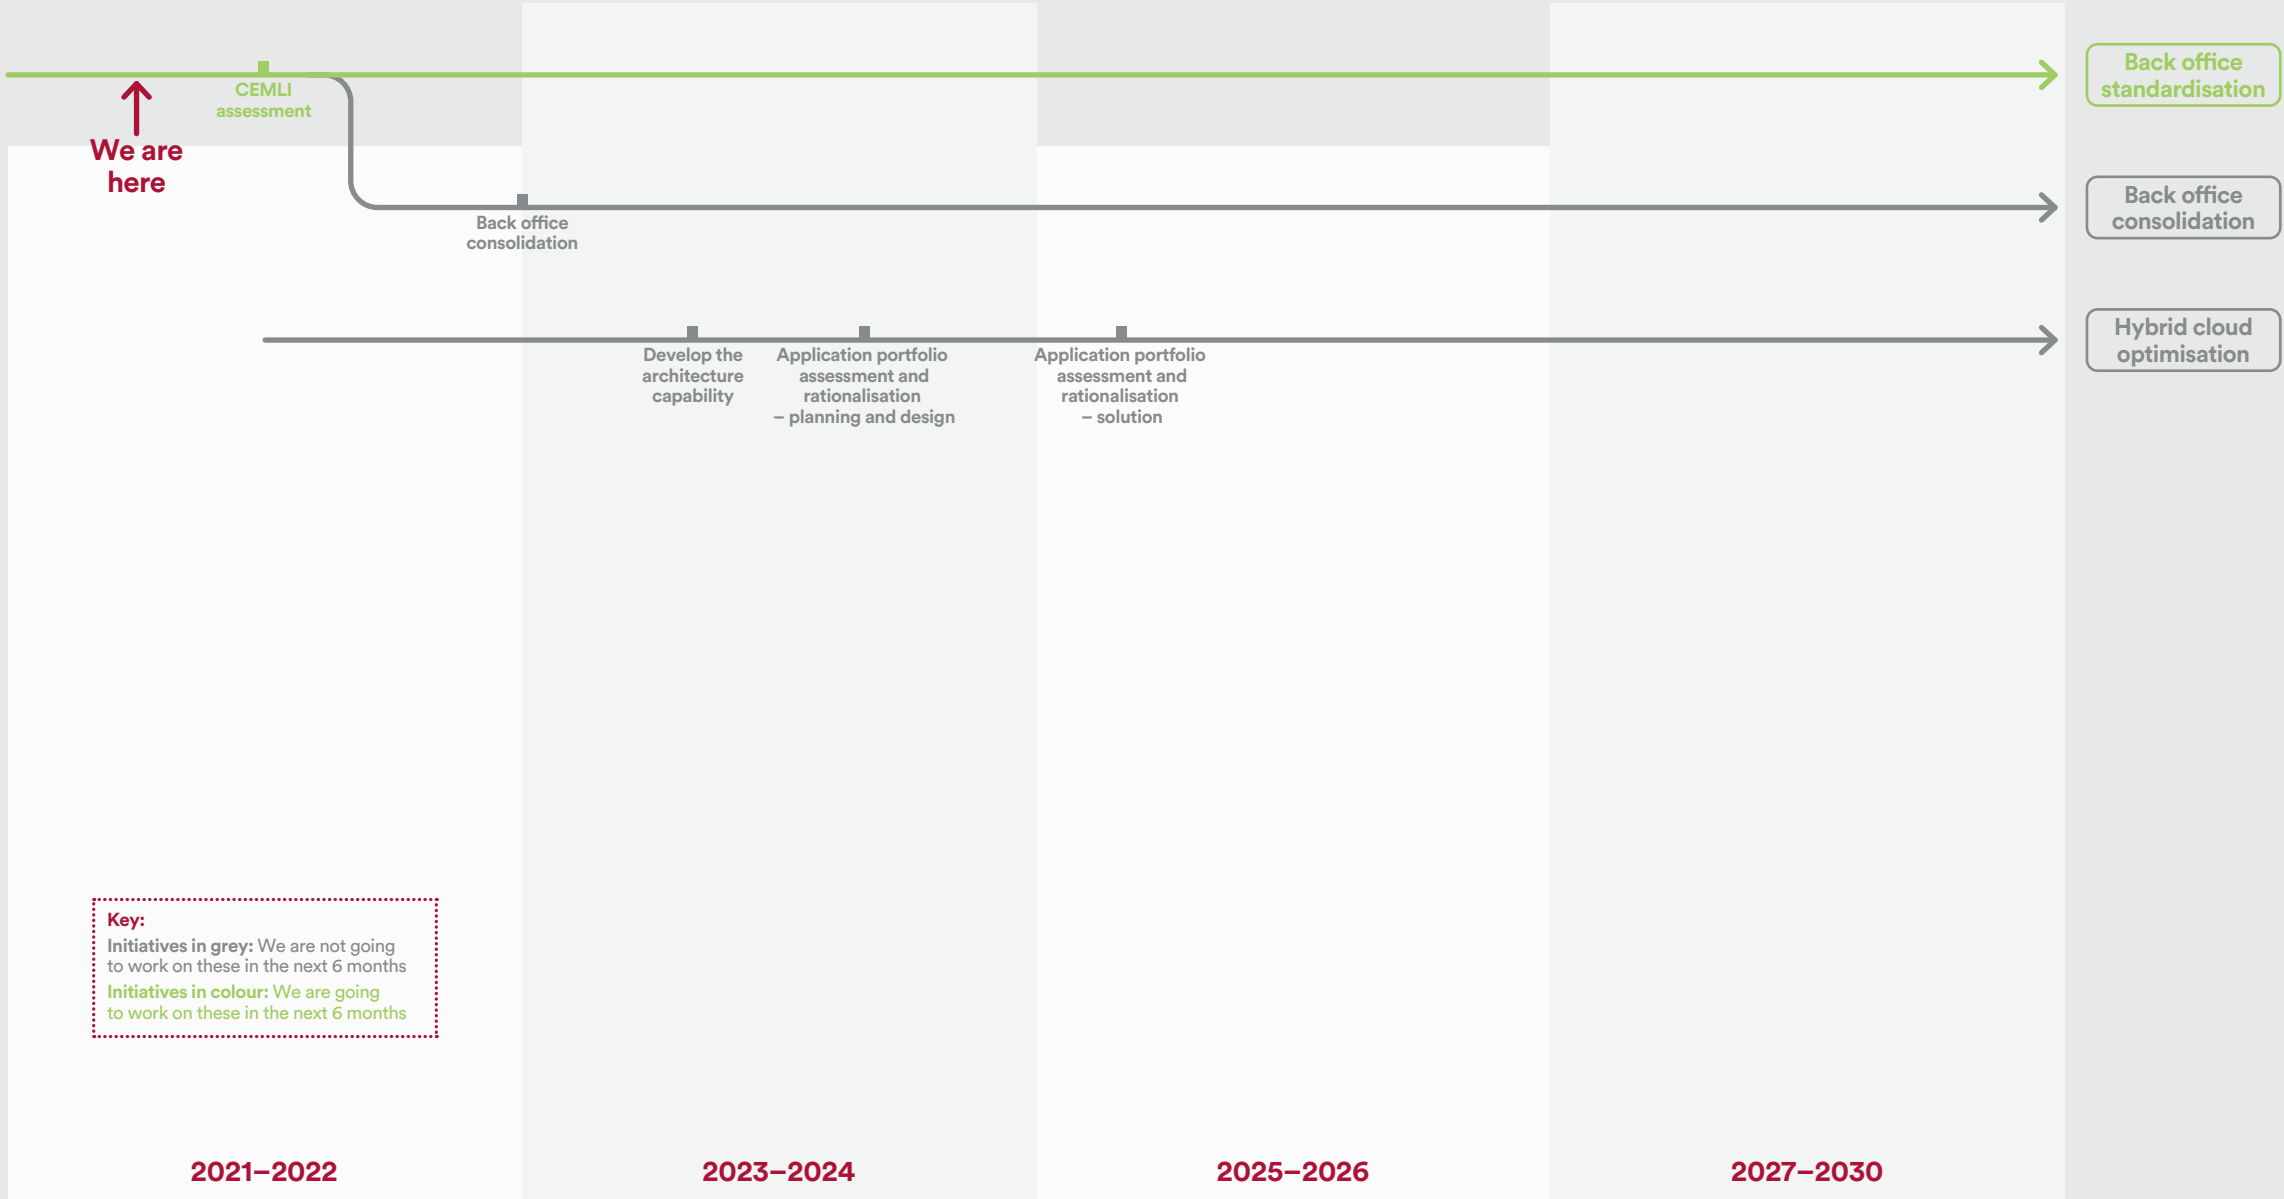 CEMLI
assessment
Back office
standardisation
We are
here
Back office
consolidation
Back office
consolidation
Develop the
architecture
capability
Application portfolio
assessment and
rationalisation
– planning and design
Application portfolio
assessment and
rationalisation
– solution
Hybrid cloud
optimisation
Key:
Initiatives in grey: We are not going
to work on these in the next 6 months
Initiatives in colour: We are going
to work on these in the next 6 months
2021–2022
2023–2024
2025–2026
2027–2030